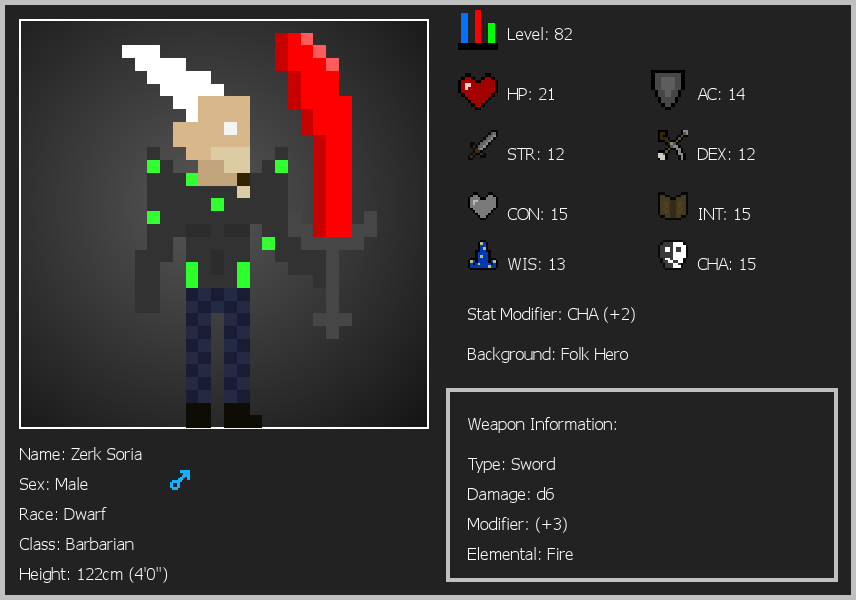 Level: 82
HP: 21
AC: 14
STR: 12
DEX: 12
CON: 15
INT: 15
WIS: 13
CHA: 15
Stat Modifier: CHA (+2)
Background: Folk Hero
Weapon Information:
Type: Sword
Damage: d6
Modifier: (+3)
Elemental: Fire
Name: Zerk Soria
Sex: Male
Race: Dwarf
Class: Barbarian
Height: 122cm (4'0")